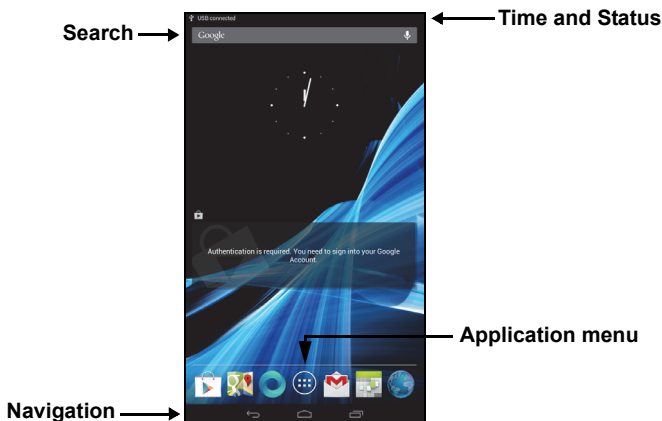 USB connected
Time and Status
Search
Google
Authentication is required. You need to sign into your Google
Account.
Application menu
Navigation